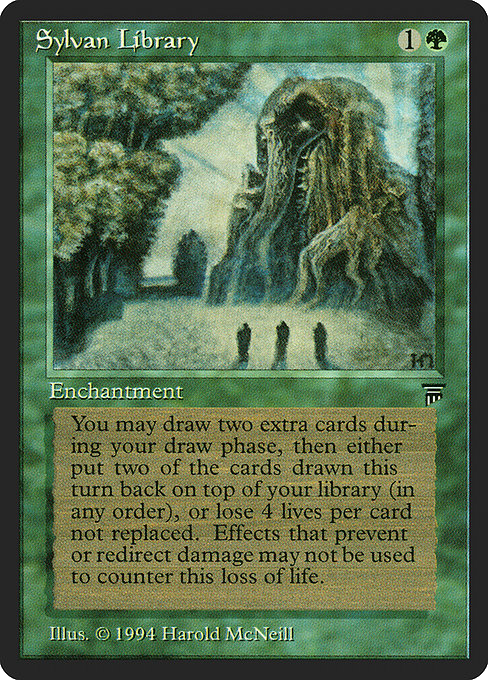 Sylvan Library 1
HM
Enchantment
You may draw two extra cards dur-
ing your draw phase, then either
put two of the cards drawn this
turn back on top of your library (in
any order), or lose 4 lives per card
not replaced. Effects that prevent
or redirect damage may not be used
to counter this loss of life.
Illus. © 1994 Harold McNeill